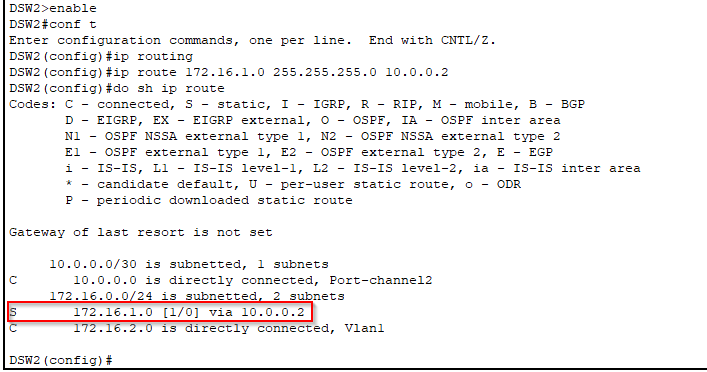 DSW2>enable
DSW2#conf t
Enter configuration commands, one per line.  End with CNTL/Z.
DSW2(config)#ip routing
DSW2(config)#ip route 172.16.1.0 255.255.255.0 10.0.0.2
DSW2(config)#do sh ip route
Codes: C - connected, S - static, I - IGRP, R - RIP, M - mobile, B - BGP
       D - EIGRP, EX - EIGRP external, O - OSPF, IA - OSPF inter area
       N1 - OSPF NSSA external type 1, N2 - OSPF NSSA external type 2
       E1 - OSPF external type 1, E2 - OSPF external type 2, E - EGP
       i - IS-IS, L1 - IS-IS level-1, L2 - IS-IS level-2, ia - IS-IS inter area
       * - candidate default, U - per-user static route, o - ODR
       P - periodic downloaded static route
Gateway of last resort is not set
     10.0.0.0/30 is subnetted, 1 subnets
C       10.0.0.0 is directly connected, Port-channel2
     172.16.0.0/24 is subnetted, 2 subnets
S       172.16.1.0 [1/0] via 10.0.0.2
C       172.16.2.0 is directly connected, Vlan1
DSW2(config)#